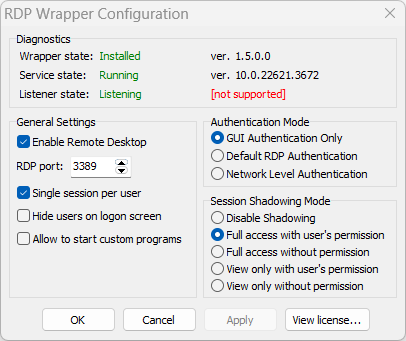 RDP Wrapper Configuration
Diagnostics
Wrapper state: Installed ver. 1.5.0.0
Service state: Running ver. 10.0.22621.3672
Listener state: Listening [not supported]
General Settings
Enable Remote Desktop
RDP port: 3389
Single session per user
Hide users on logon screen
Allow to start custom programs
Authentication Mode
GUI Authentication Only
Default RDP Authentication
Network Level Authentication
Session Shadowing Mode
Disable Shadowing
Full access with user's permission
Full access without permission
View only with user's permission
View only without permission
OK Cancel Apply View license...